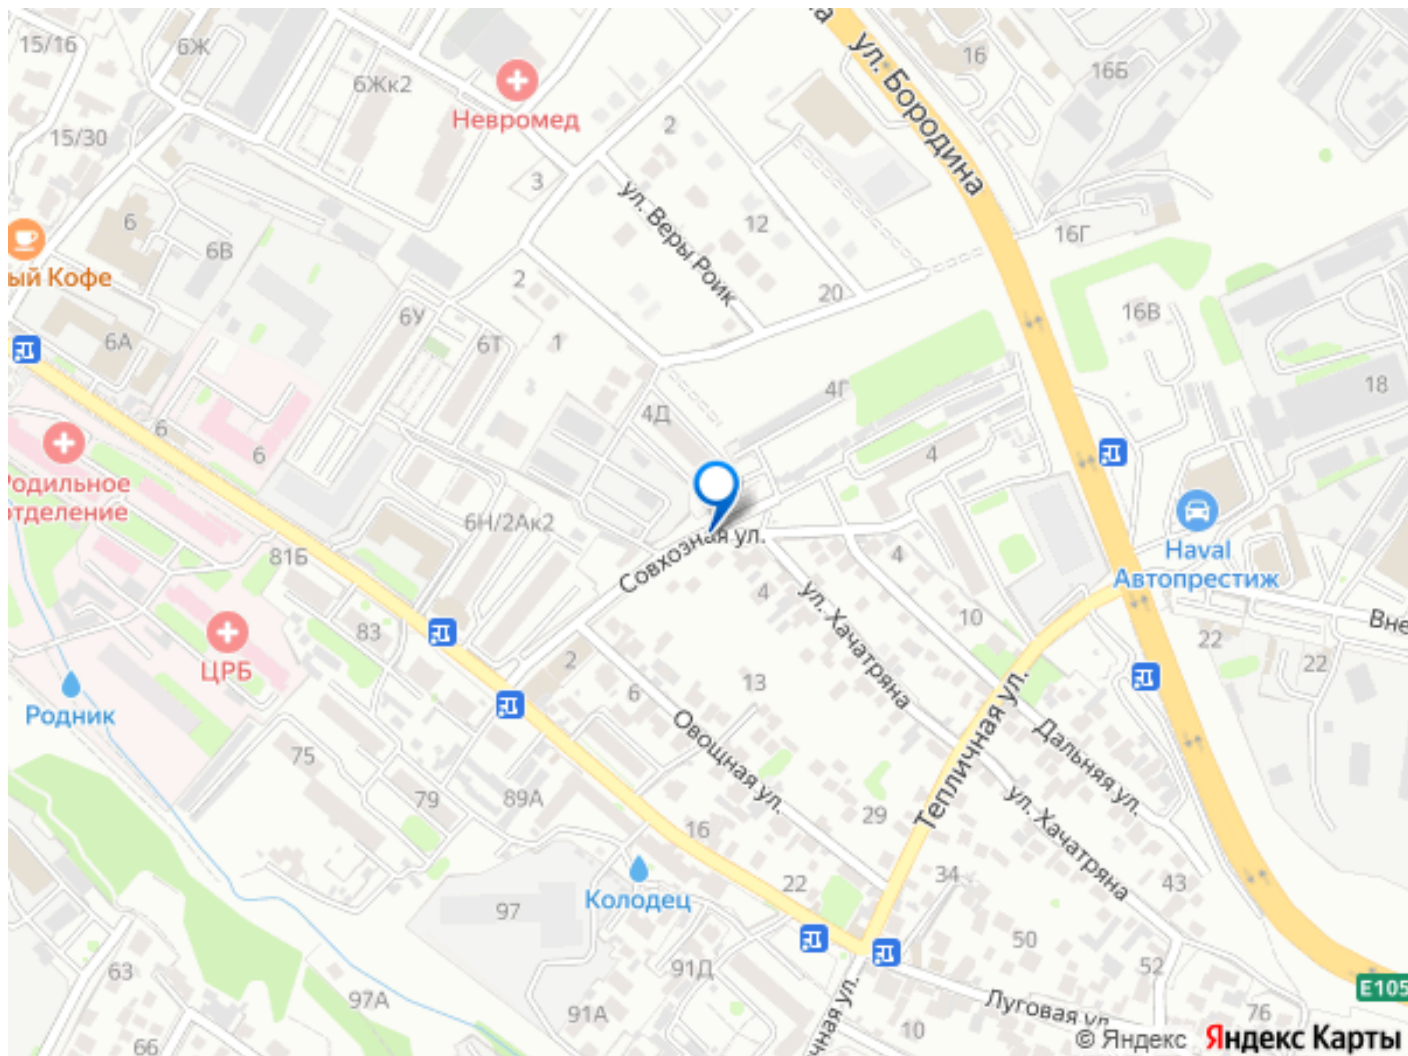 15/16
6Ж
6Жк2
Невромед
ул. Бородина
16
16Б
15/30
2
3
ул. Веры Роик
12
6
6В
ый Кофе
2
20
16Г
16В
6У
6Т
1
6А
4Г
18
4Д
6
6
4
Родильное
отделение
6Н/2Ак2
Совхозная ул.
Haval
Автопрестиж
81Б
4
4
ул. Хачатряна
10
Вне
22
22
83
ЦРБ
2
6
13
Родник
Овощная ул.
Тепличная ул.
Дальняя ул.
75
79
89А
16
29
ул. Хачатряна
Колодец
22
34
43
97
50
91Д
52
63
97А
91А
Луговая ул.
10
76
E105
66
чная ул.
© Яндекс Яндекс Карты